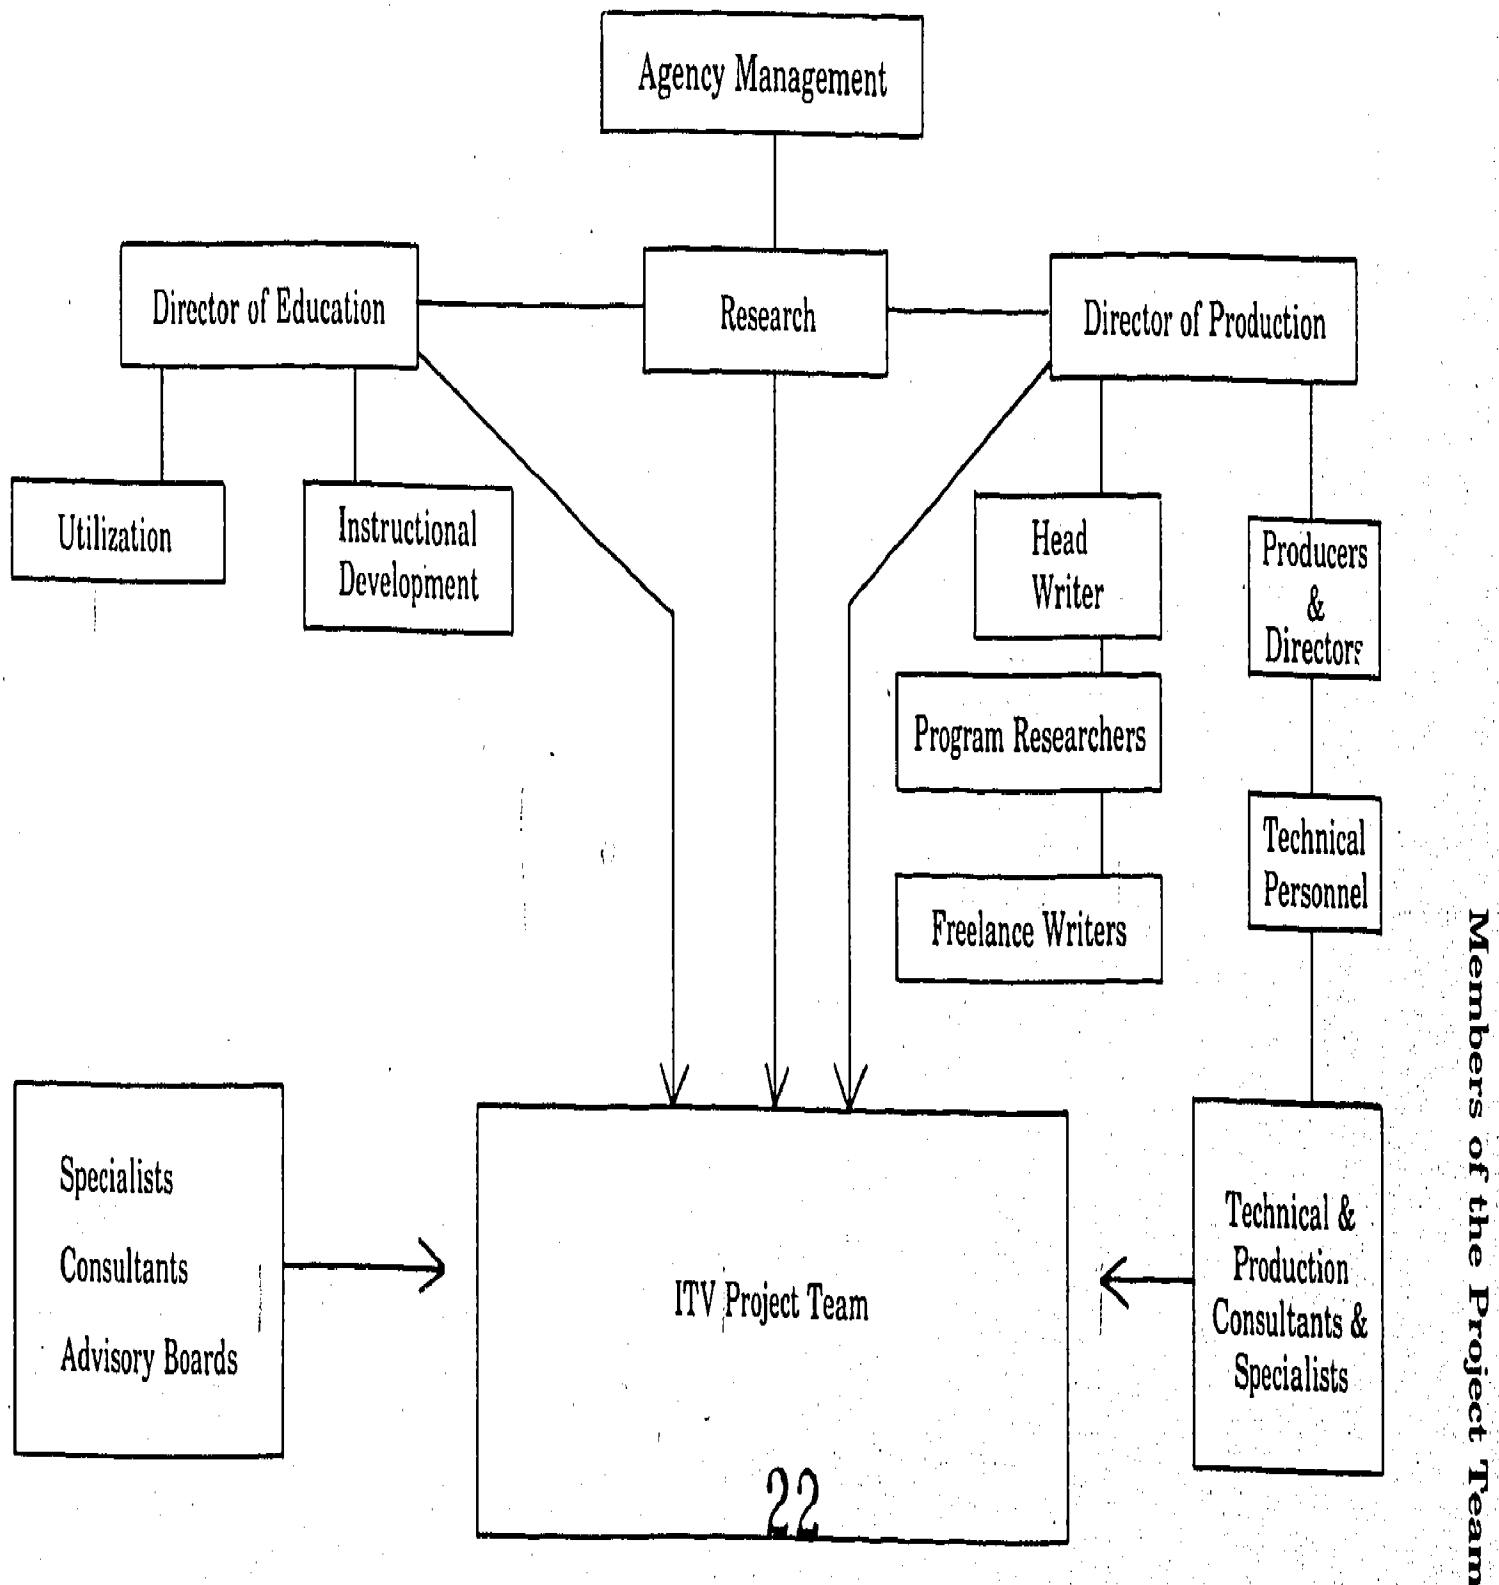 Agency Management
Director of Education
Research
Director of Production
Utilization
Instructional
Development
Head
Writer
Producers
&
Directors
Program Researchers
Technical
Personnel
Freelance Writers
Specialists
Consultants
Advisory Boards
ITV Project Team
Technical &
Production
Consultants &
Specialists
22
Members of the Project Team